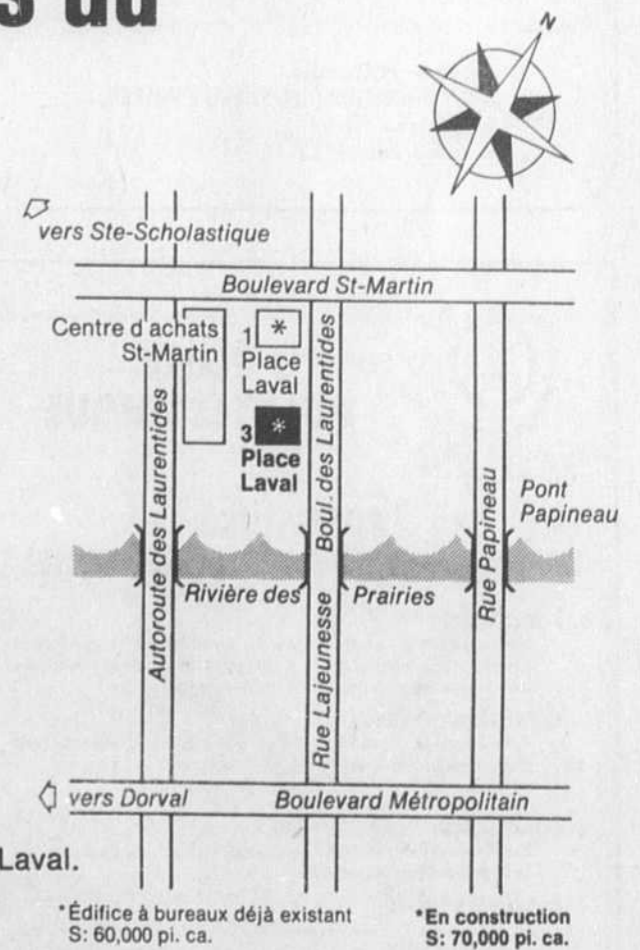 s du
N
vers Ste-Scholastique
Boulevard St-Martin
Centre d'achats
St-Martin
1 *
Place
Laval
3 *
Place
Laval
Autoroute des Laurentides
Boul. des Laurentides
Rue Papineau
Pont
Papineau
Rivière des Prairies
Rue Lajeunesse
vers Dorval
Boulevard Métropolitain
Laval.
*Édifice à bureaux déjà existant
S: 60,000 pi. ca.
*En construction
S: 70,000 pi. ca.